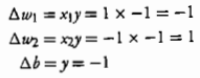 Δw₁ = x₁y = 1 × −1 = −1
Δw₂ = x₂y = −1 × −1 = 1
Δb = y = −1